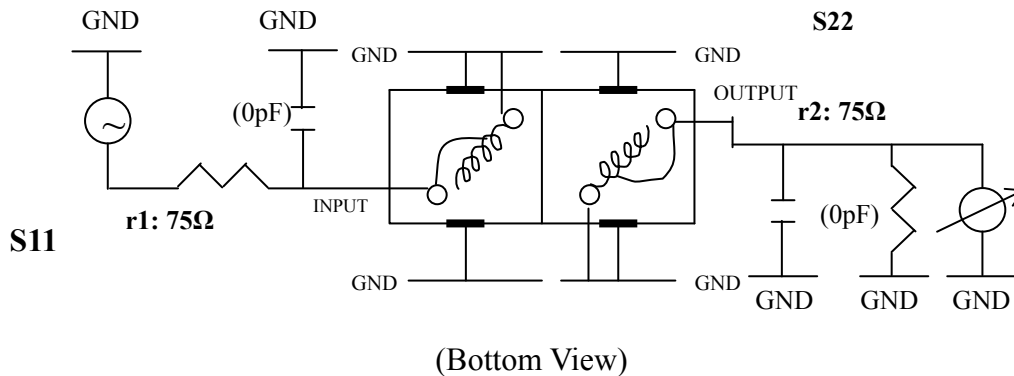 GND
GND
S22
GND
GND
(0pF)
OUTPUT
r2: 75Ω
INPUT
r1: 75Ω
(0pF)
S11
GND
GND
GND
GND
GND
(Bottom View)